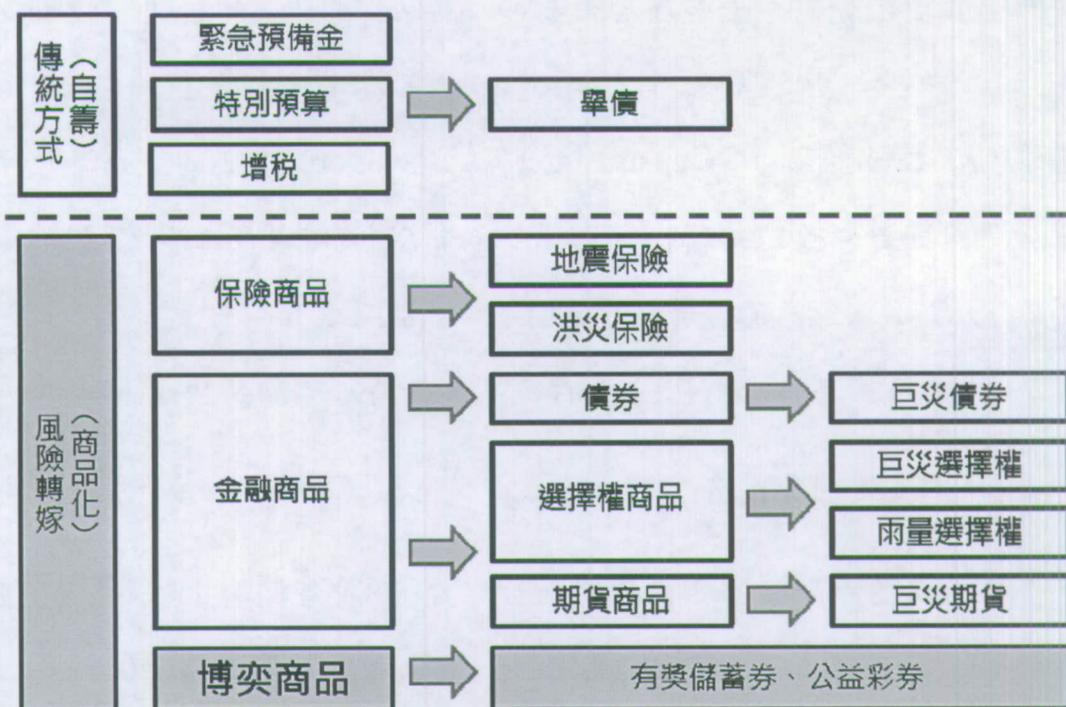 傳統方式
（自籌）
緊急預備金
特別預算
舉債
增稅
風險轉嫁
（商品化）
保險商品
地震保險
洪災保險
金融商品
債券
巨災債券
選擇權商品
巨災選擇權
雨量選擇權
期貨商品
巨災期貨
博奕商品
有獎儲蓄券、公益彩券